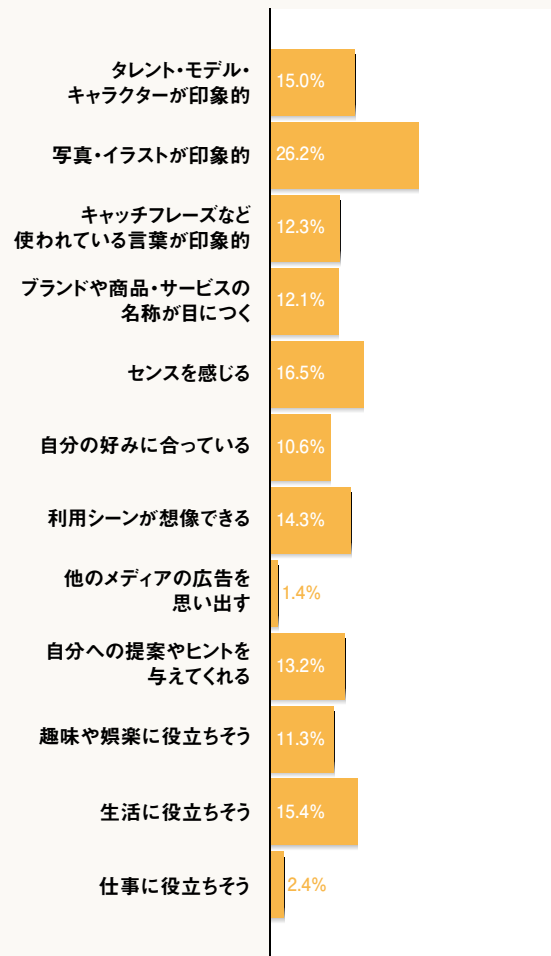 タレント・モデル・
キャラクターが印象的
15.0%
写真・イラストが印象的
26.2%
キャッチフレーズなど
使われている言葉が印象的
12.3%
ブランドや商品・サービスの
名称が目につく
12.1%
センスを感じる
16.5%
自分の好みに合っている
10.6%
利用シーンが想像できる
14.3%
他のメディアの広告を
思い出す
1.4%
自分への提案やヒントを
与えてくれる
13.2%
趣味や娯楽に役立ちそう
11.3%
生活に役立ちそう
15.4%
仕事に役立ちそう
2.4%